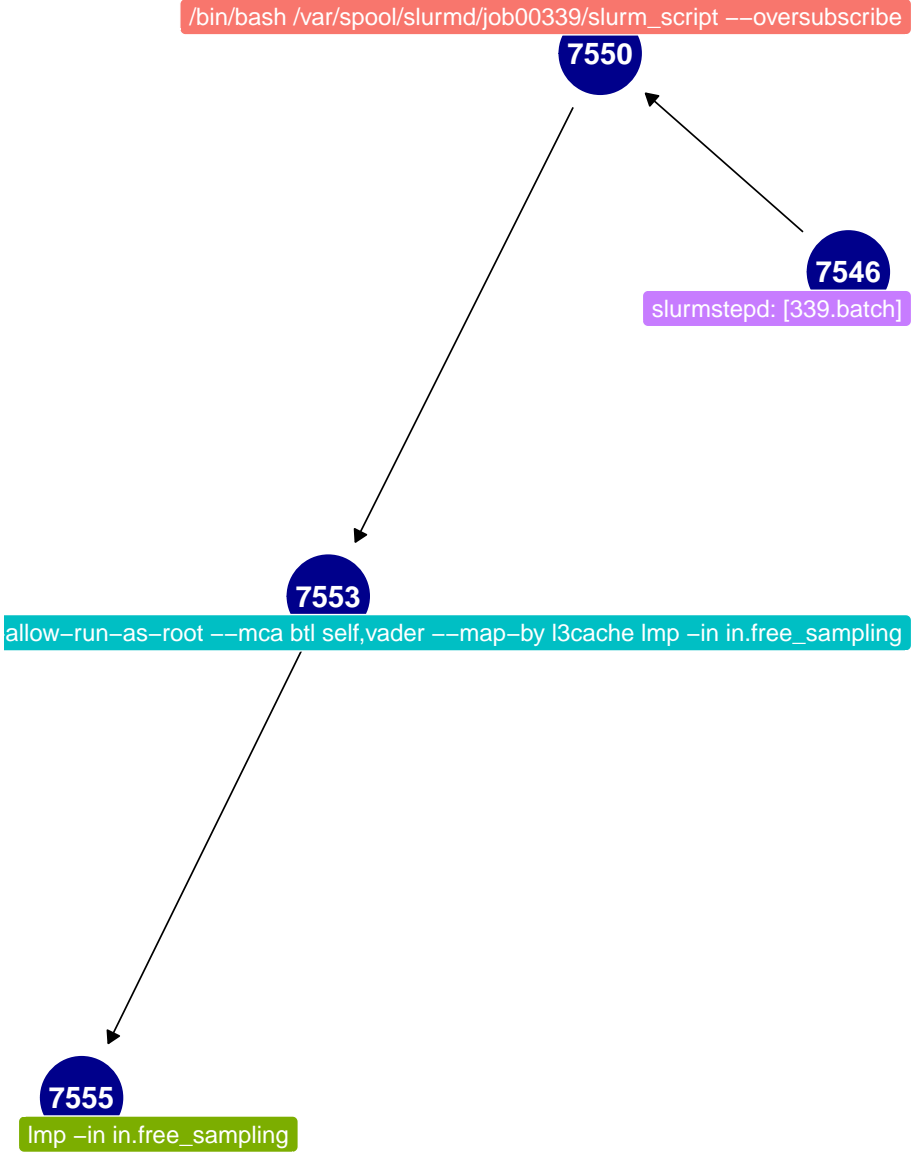 /bin/bash /var/spool/slurmd/job00339/slurm_script −−oversubscribe
7550
7546
slurmstepd: [339.batch]
7553
allow−run−as−root −−mca btl self,vader −−map−by l3cache lmp −in in.free_sampling
7555
lmp −in in.free_sampling